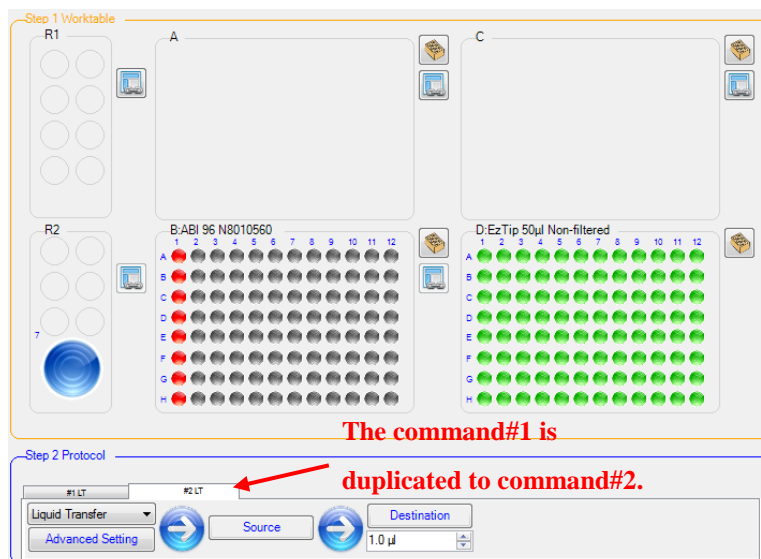 Step 1 Worktable
R1
A
C
R2
B:ABI 96 N8010560
D:EzTip 50µl Non-filtered
1 2 3 4 5 6 7 8 9 10 11 12
1 2 3 4 5 6 7 8 9 10 11 12
A
B
C
D
E
F
G
H
A
B
C
D
E
F
G
H
7
The command#1 is
duplicated to command#2.
Step 2 Protocol
#1 LT
#2 LT
Liquid Transfer
Advanced Setting
Source
Destination
1.0 µl